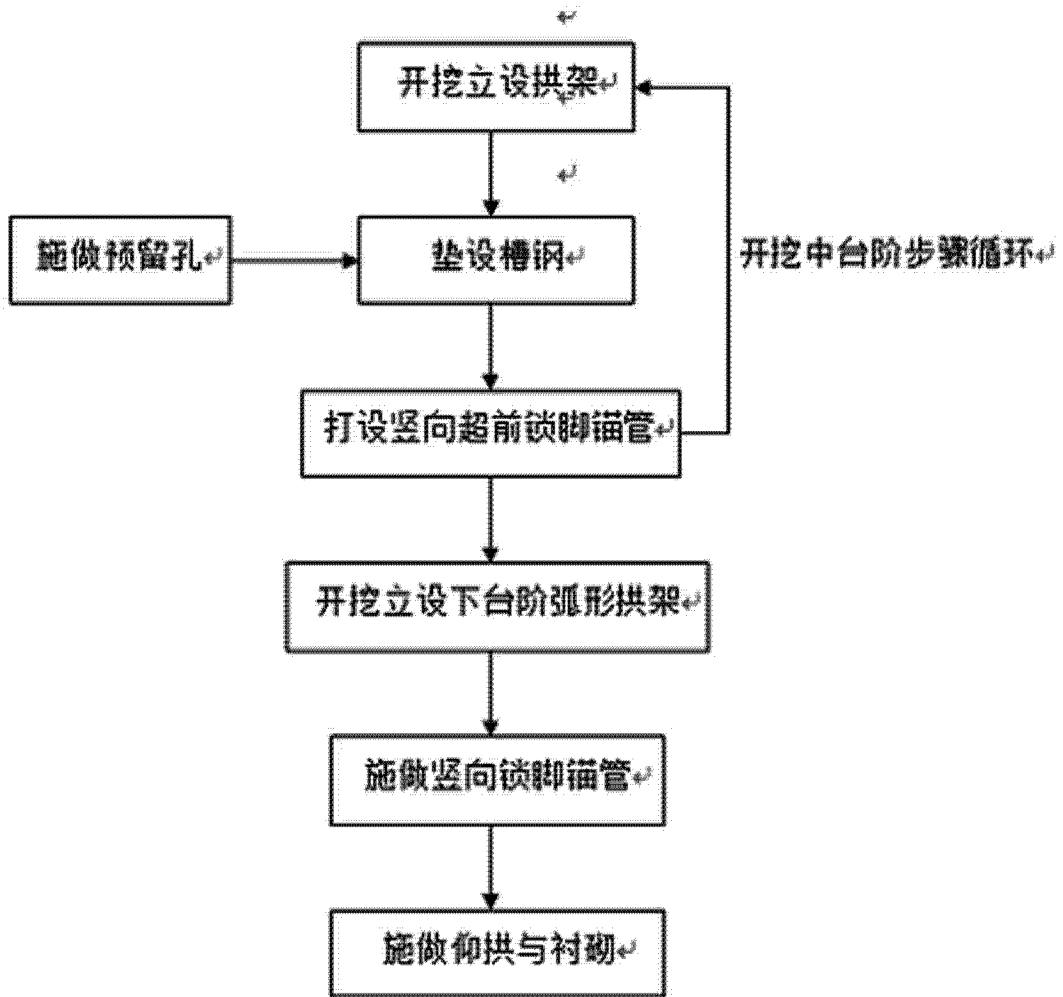 开挖立设拱架
施做预留孔
垫设槽钢
开挖中台阶步骤循环
打设竖向超前锁脚锚管
开挖立设下台阶弧形拱架
施做竖向锁脚锚管
施做仰拱与衬砌